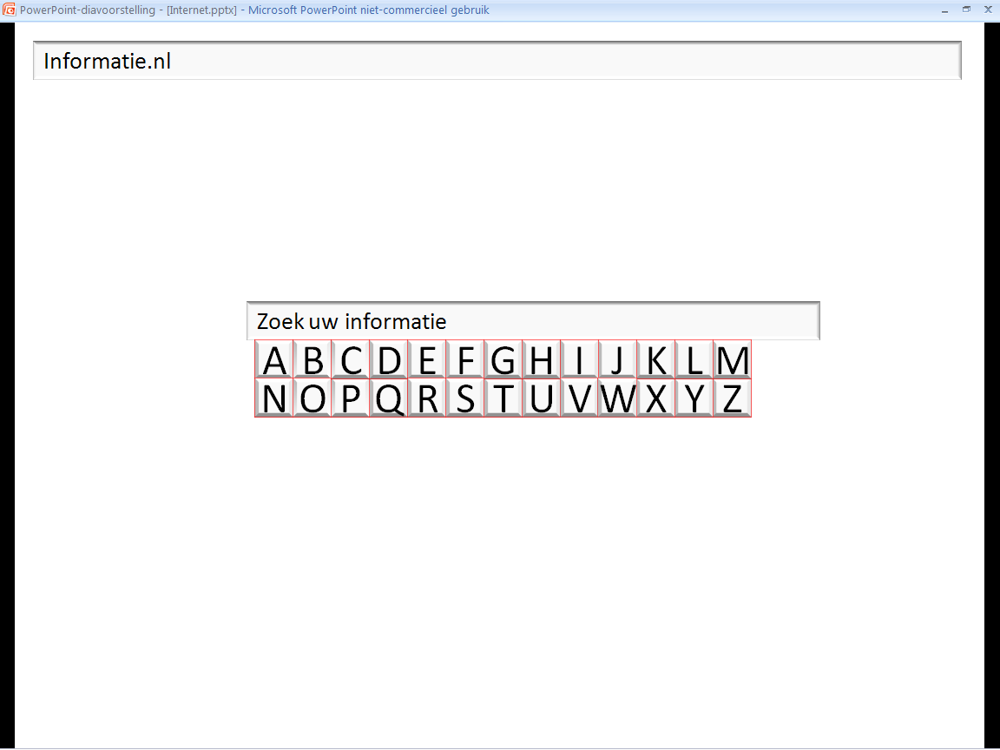 PowerPoint-diavoorstelling - [Internet.pptx] - Microsoft PowerPoint niet-commercieel gebruik
Informatie.nl
Zoek uw informatie
A B C D E F G H I J K L M
N O P Q R S T U V W X Y Z